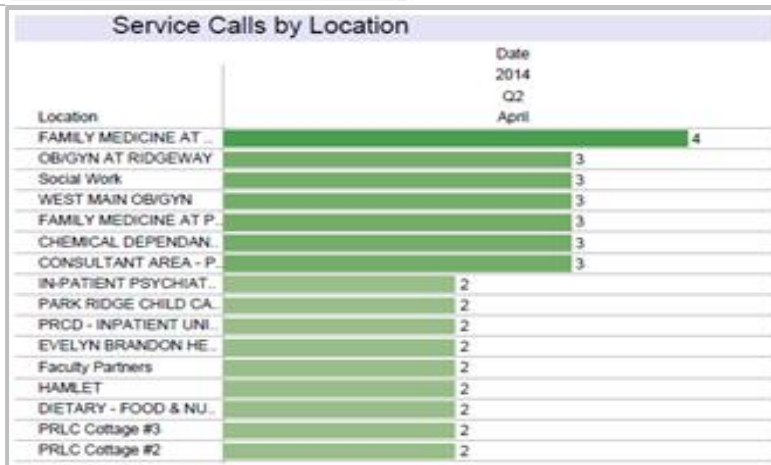 Service Calls by Location
Date
2014
Q2
Location April
FAMILY MEDICINE AT .. 4
OB/GYN AT RIDGEWAY 3
Social Work 3
WEST MAIN OB/GYN 3
FAMILY MEDICINE AT P.. 3
CHEMICAL DEPENDAN.. 3
CONSULTANT AREA - P.. 3
IN-PATIENT PSYCHIAT.. 2
PARK RIDGE CHILD CA.. 2
PRCD - INPATIENT UNI.. 2
EVELYN BRANDON HE.. 2
Faculty Partners 2
HAMLET 2
DIETARY - FOOD & NU.. 2
PRLC Cottage #3 2
PRLC Cottage #2 2